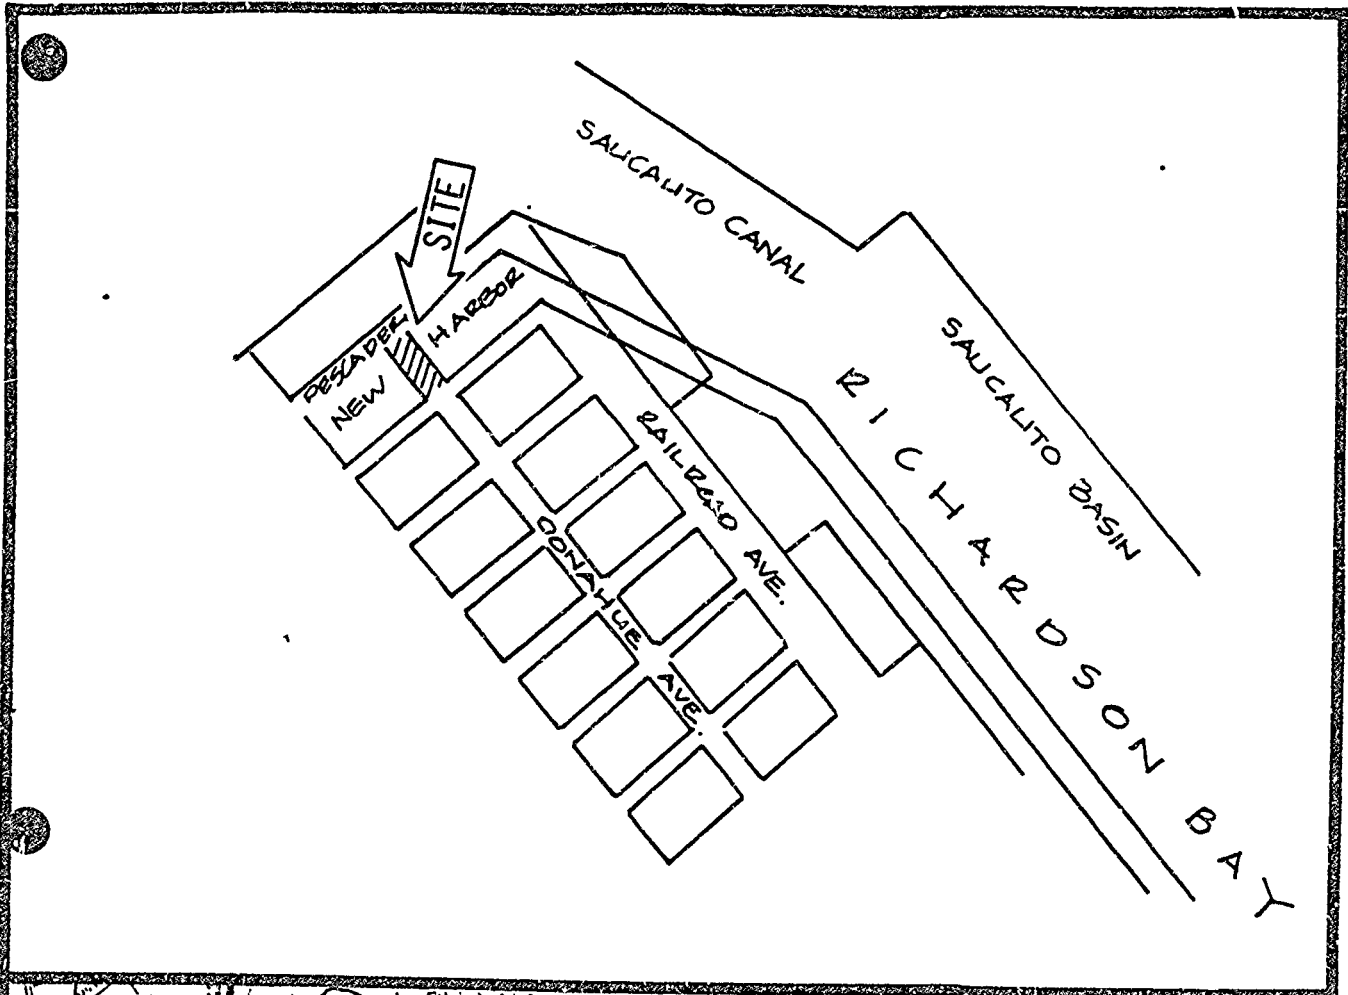 SAUCALITO CANAL
SITE
HARBOR
PESCADER
NEW
SAUCALITO BASIN
RICHARDSON BAY
RAILROAD AVE.
DONAHUE AVE.